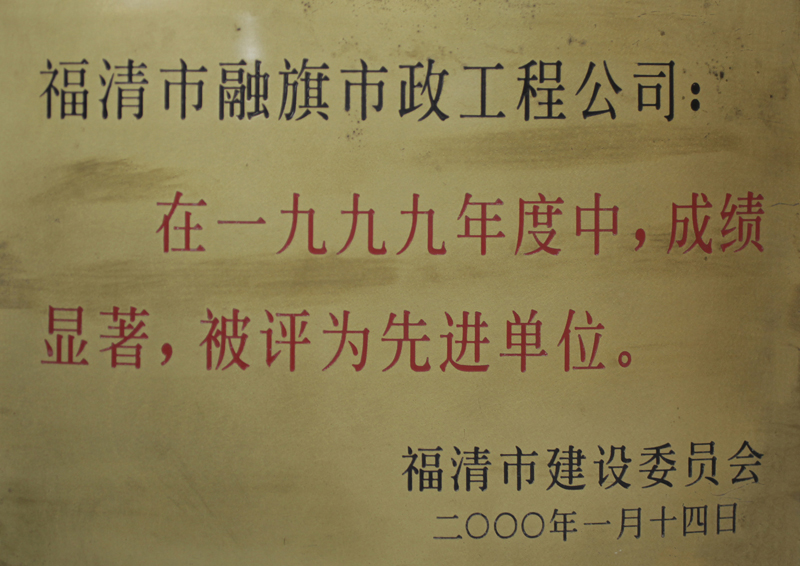 福清市融旗市政工程公司：
在一九九九年度中，成绩
显著，被评为先进单位。
福清市建设委员会
二〇〇〇年一月十四日